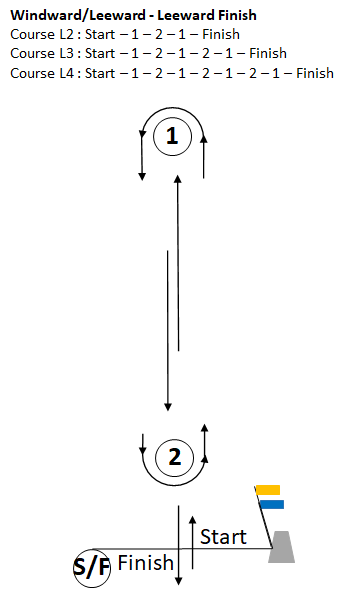 Windward/Leeward - Leeward Finish
Course L2 : Start – 1 – 2 – 1 – Finish
Course L3 : Start – 1 – 2 – 1 – 2 – 1 – Finish
Course L4 : Start – 1 – 2 – 1 – 2 – 1 – 2 – 1 – Finish
1
2
Start
S/F Finish